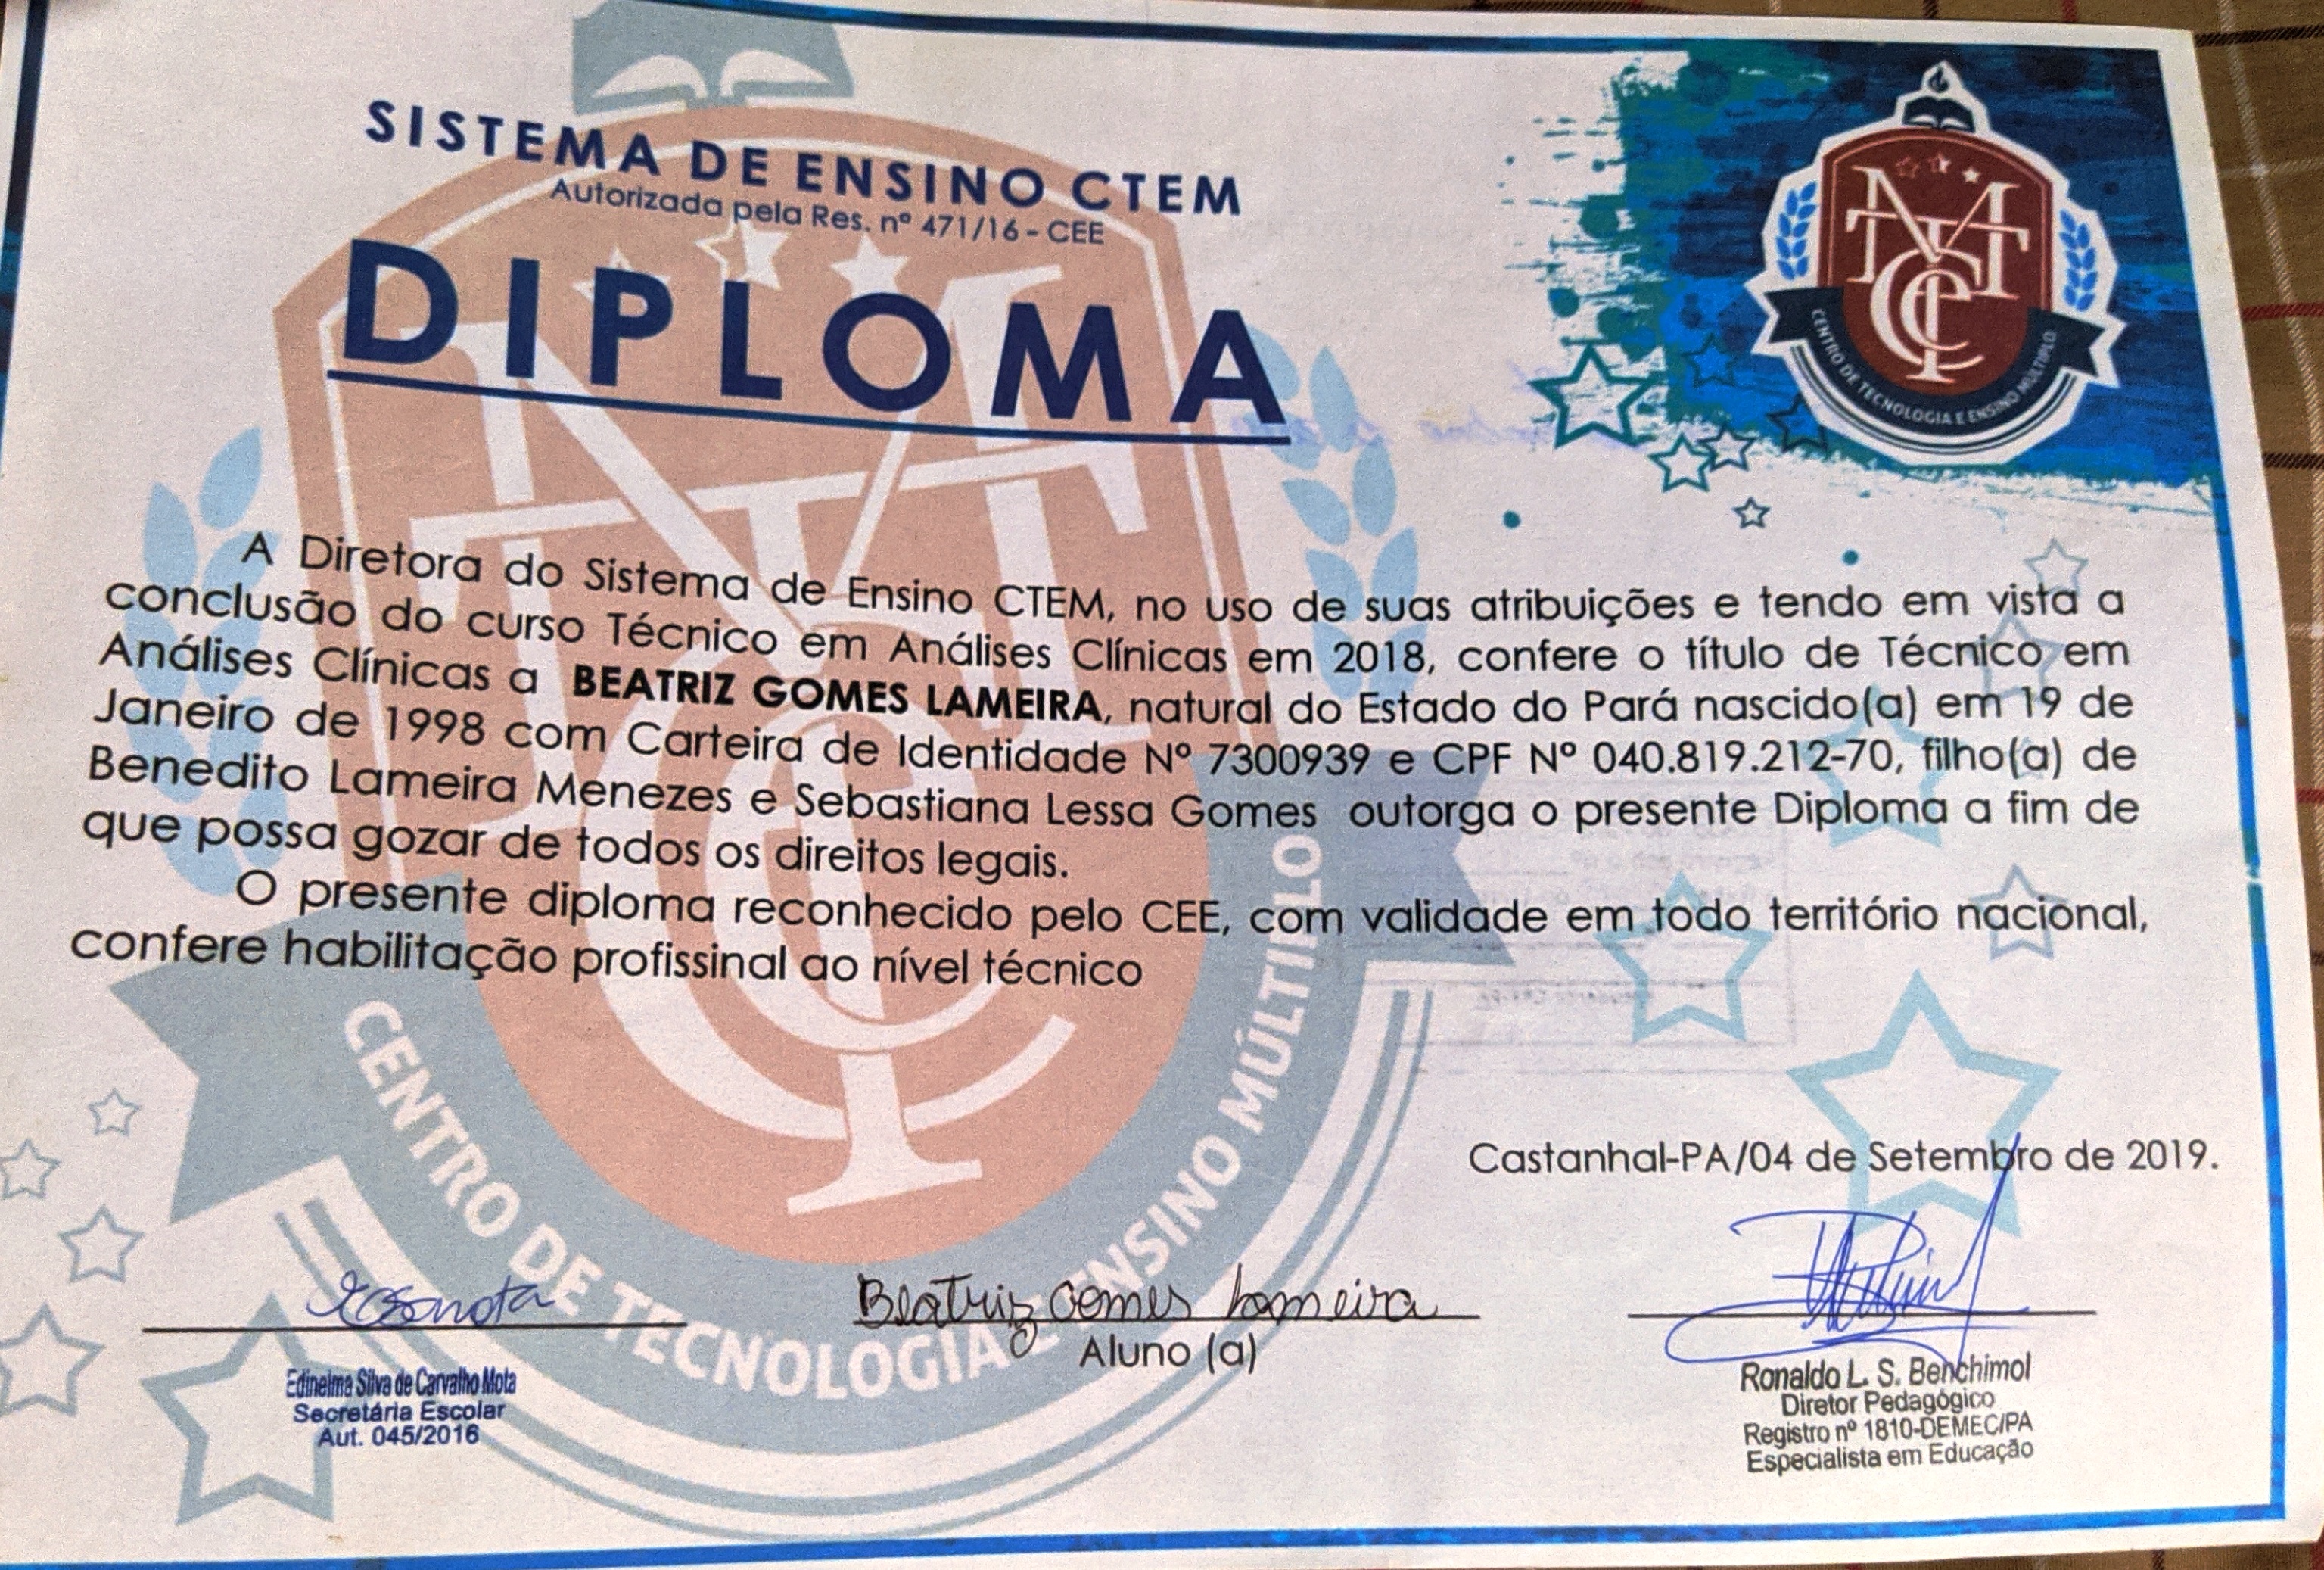 SISTEMA DE ENSINO CTEM
Autorizada pela Res. nº 471/16 - CEE
DIPLOMA
A Diretora do Sistema de Ensino CTEM, no uso de suas atribuições e tendo em vista a
conclusão do curso Técnico em Análises Clínicas em 2018, confere o título de Técnico em
Análises Clínicas a BEATRIZ GOMES LAMEIRA, natural do Estado do Pará nascido(a) em 19 de
Janeiro de 1998 com Carteira de Identidade Nº 7300939 e CPF Nº 040.819.212-70, filho(a) de
Benedito Lameira Menezes e Sebastiana Lessa Gomes outorga o presente Diploma a fim de
que possa gozar de todos os direitos legais.
O presente diploma reconhecido pelo CEE, com validade em todo território nacional,
confere habilitação profissinal ao nível técnico
Castanhal-PA/04 de Setembro de 2019.
Beatriz Gomes Lameira
Aluno (a)
Edinelma Silva de Carvalho Mota
Secretária Escolar
Aut. 045/2016
Ronaldo L. S. Benchimol
Diretor Pedagógico
Registro nº 1810-DEMEC/PA
Especialista em Educação
CENTRO DE TECNOLOGIA E ENSINO MÚLTIPLO
CENTRO DE TECNOLOGIA E ENSINO MÚLTIPLO